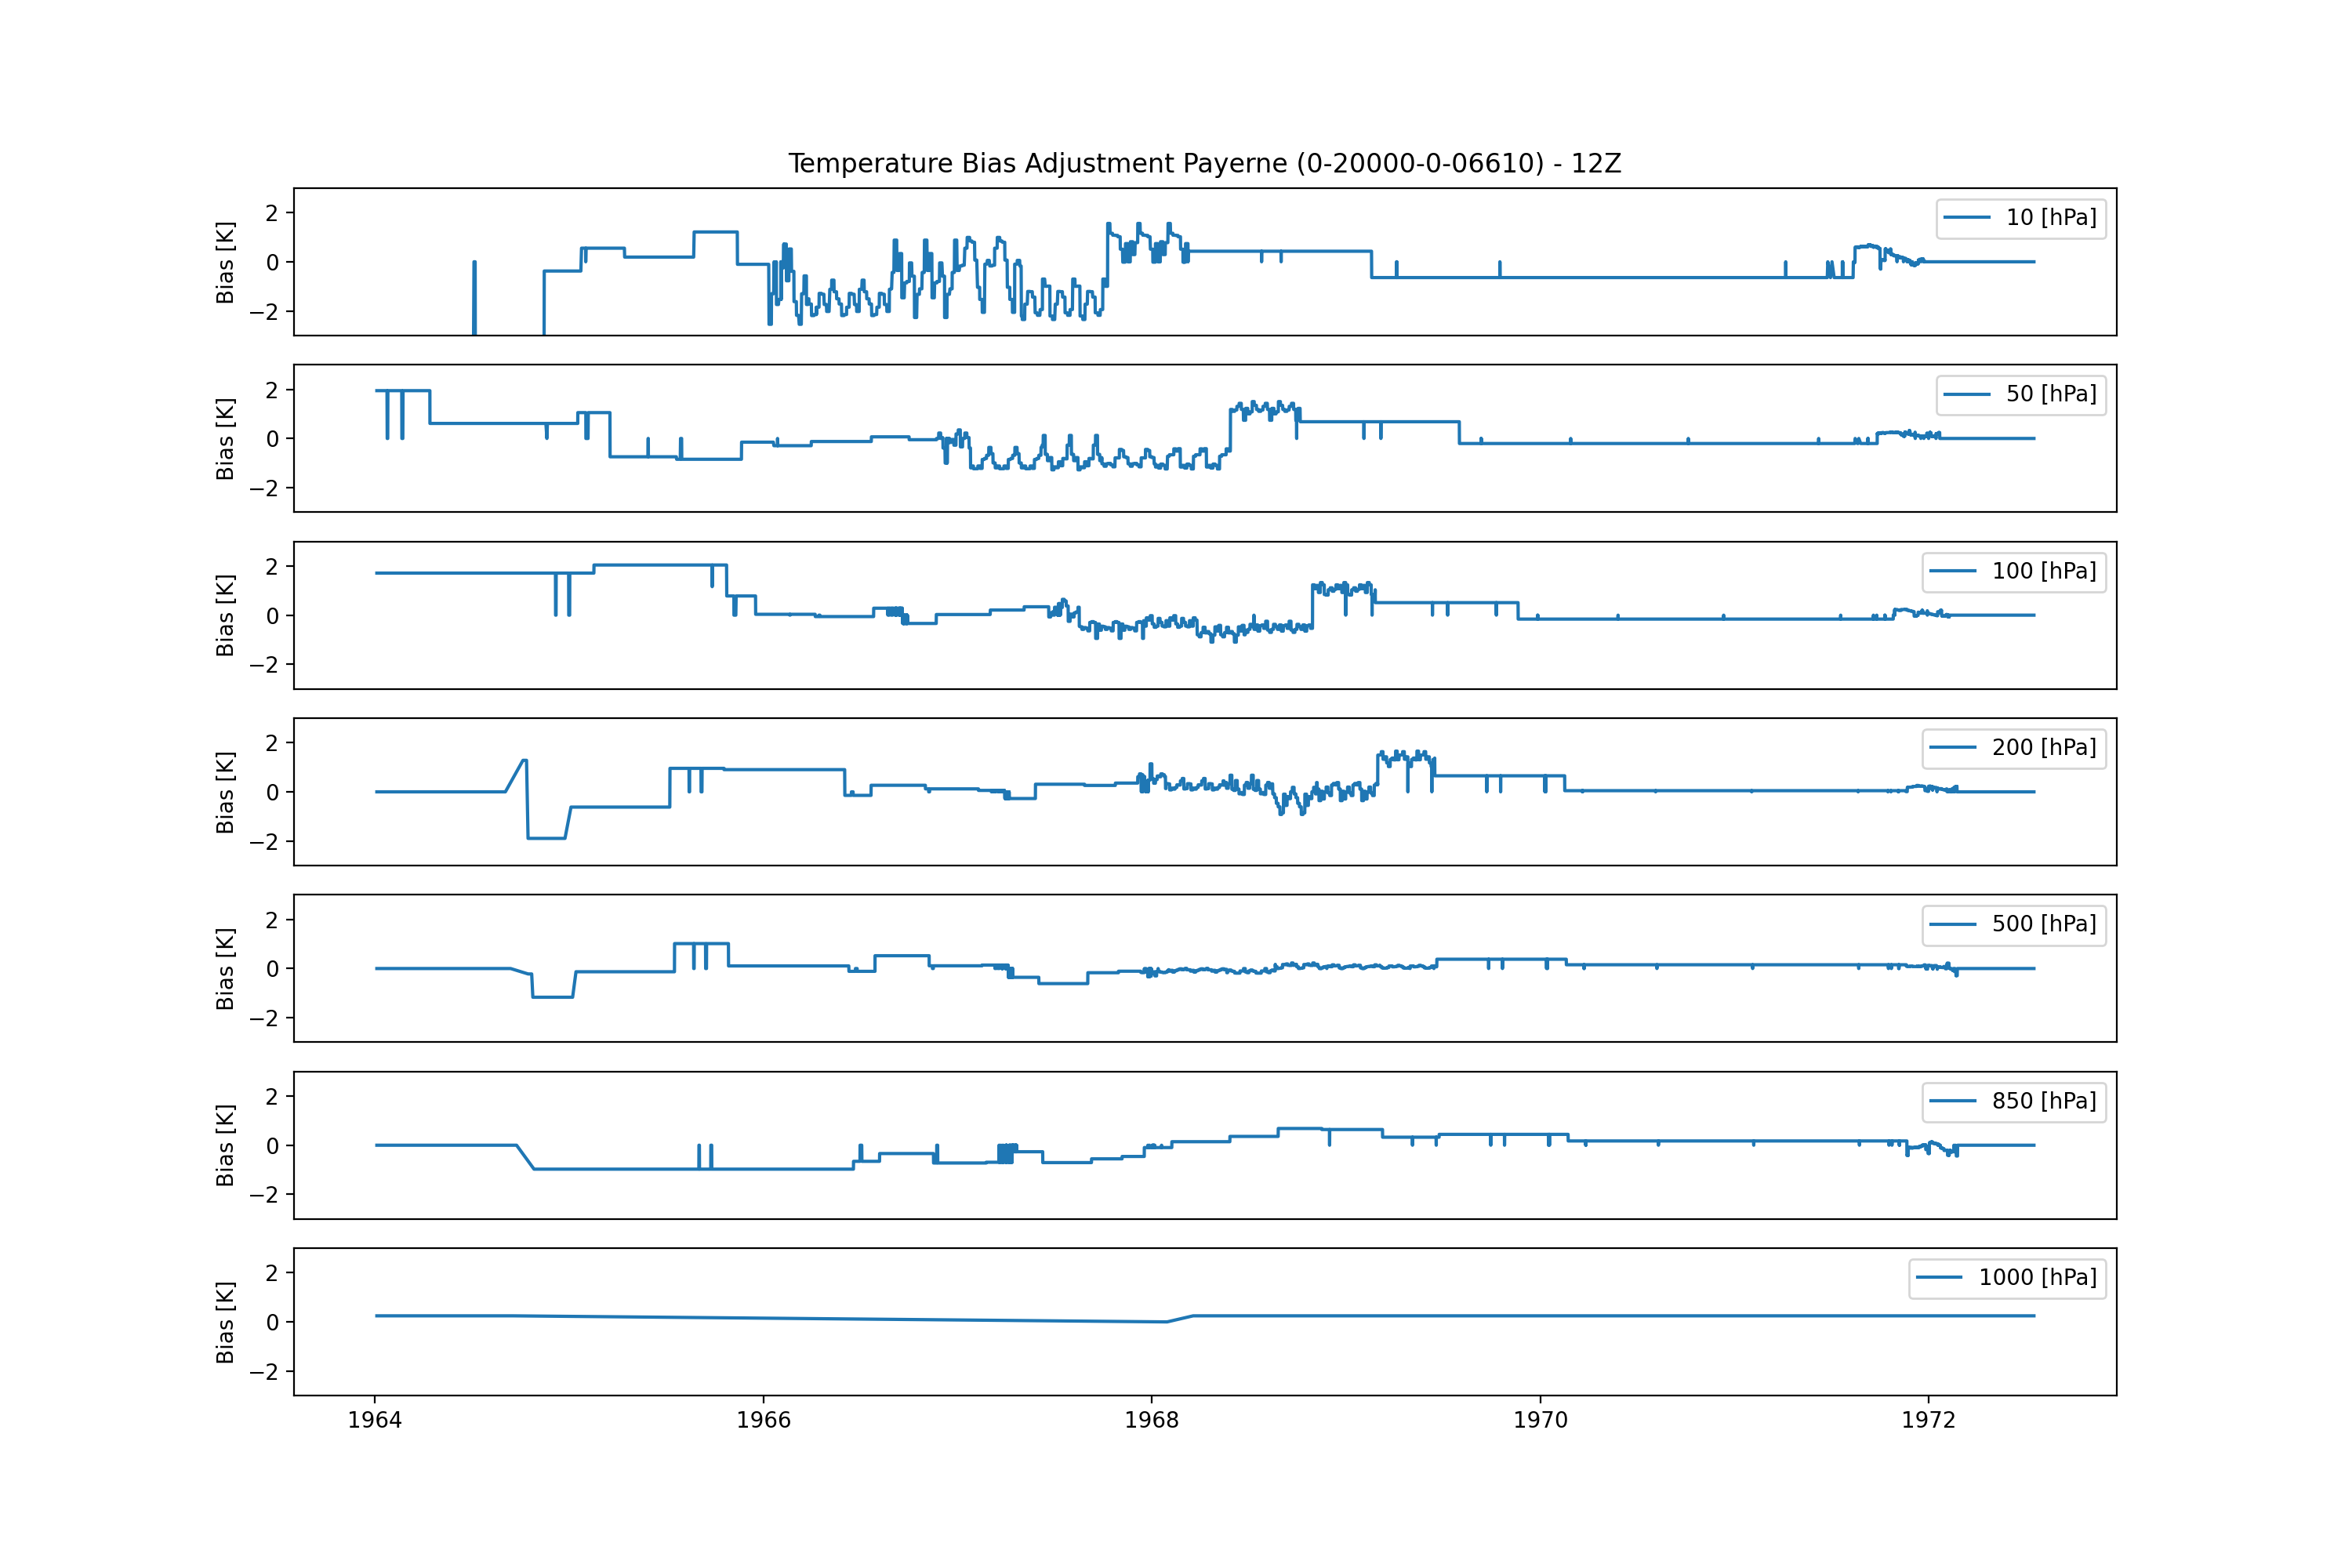 Temperature Bias Adjustment Payerne (0-20000-0-06610) - 12Z
Bias [K]
2
0
−2
10 [hPa]
Bias [K]
2
0
−2
50 [hPa]
Bias [K]
2
0
−2
100 [hPa]
Bias [K]
2
0
−2
200 [hPa]
Bias [K]
2
0
−2
500 [hPa]
Bias [K]
2
0
−2
850 [hPa]
Bias [K]
2
0
−2
1000 [hPa]
1964 1966 1968 1970 1972